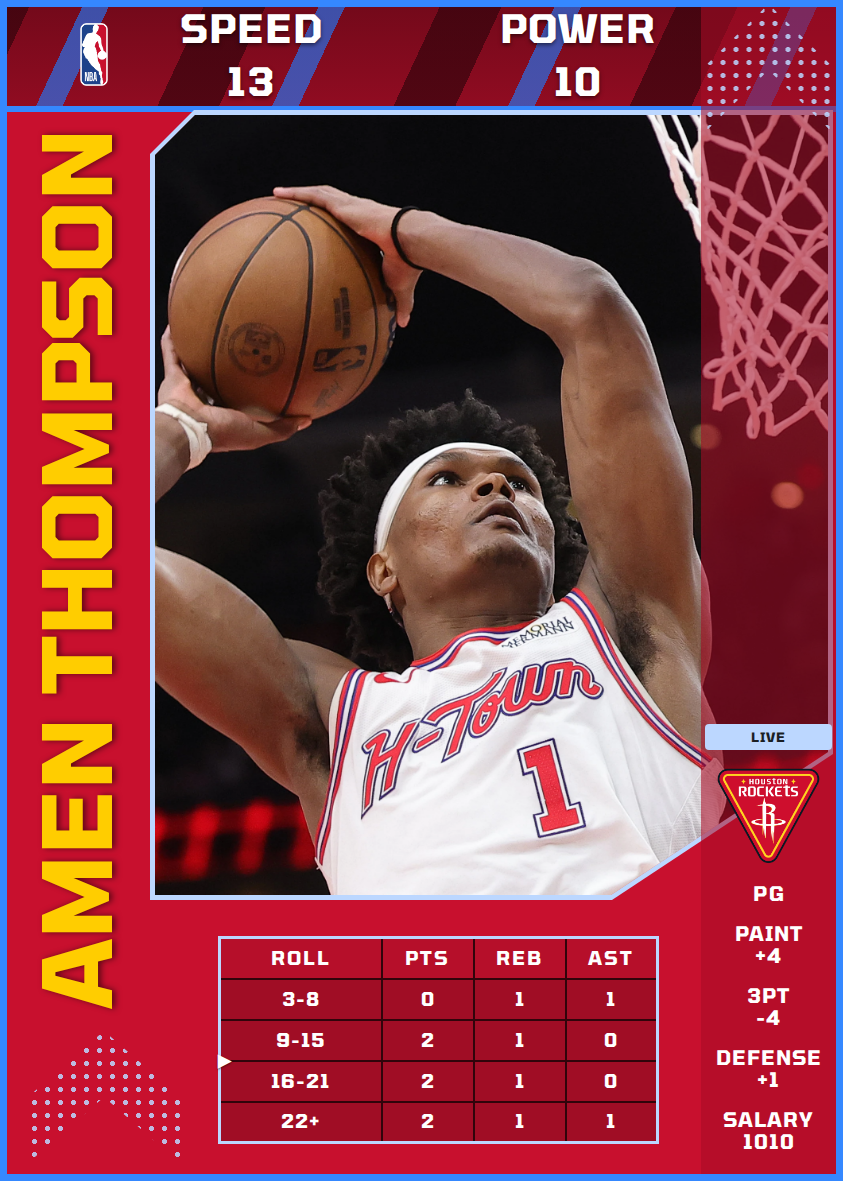 SPEED POWER
13 10
NBA
AMEN THOMPSON
H-Town
1
LIVE
HOUSTON
ROCKETS
R
PG
PAINT
+4
3PT
-4
DEFENSE
+1
SALARY
1010
ROLL PTS REB AST
3-8 0 1 1
9-15 2 1 0
16-21 2 1 0
22+ 2 1 1